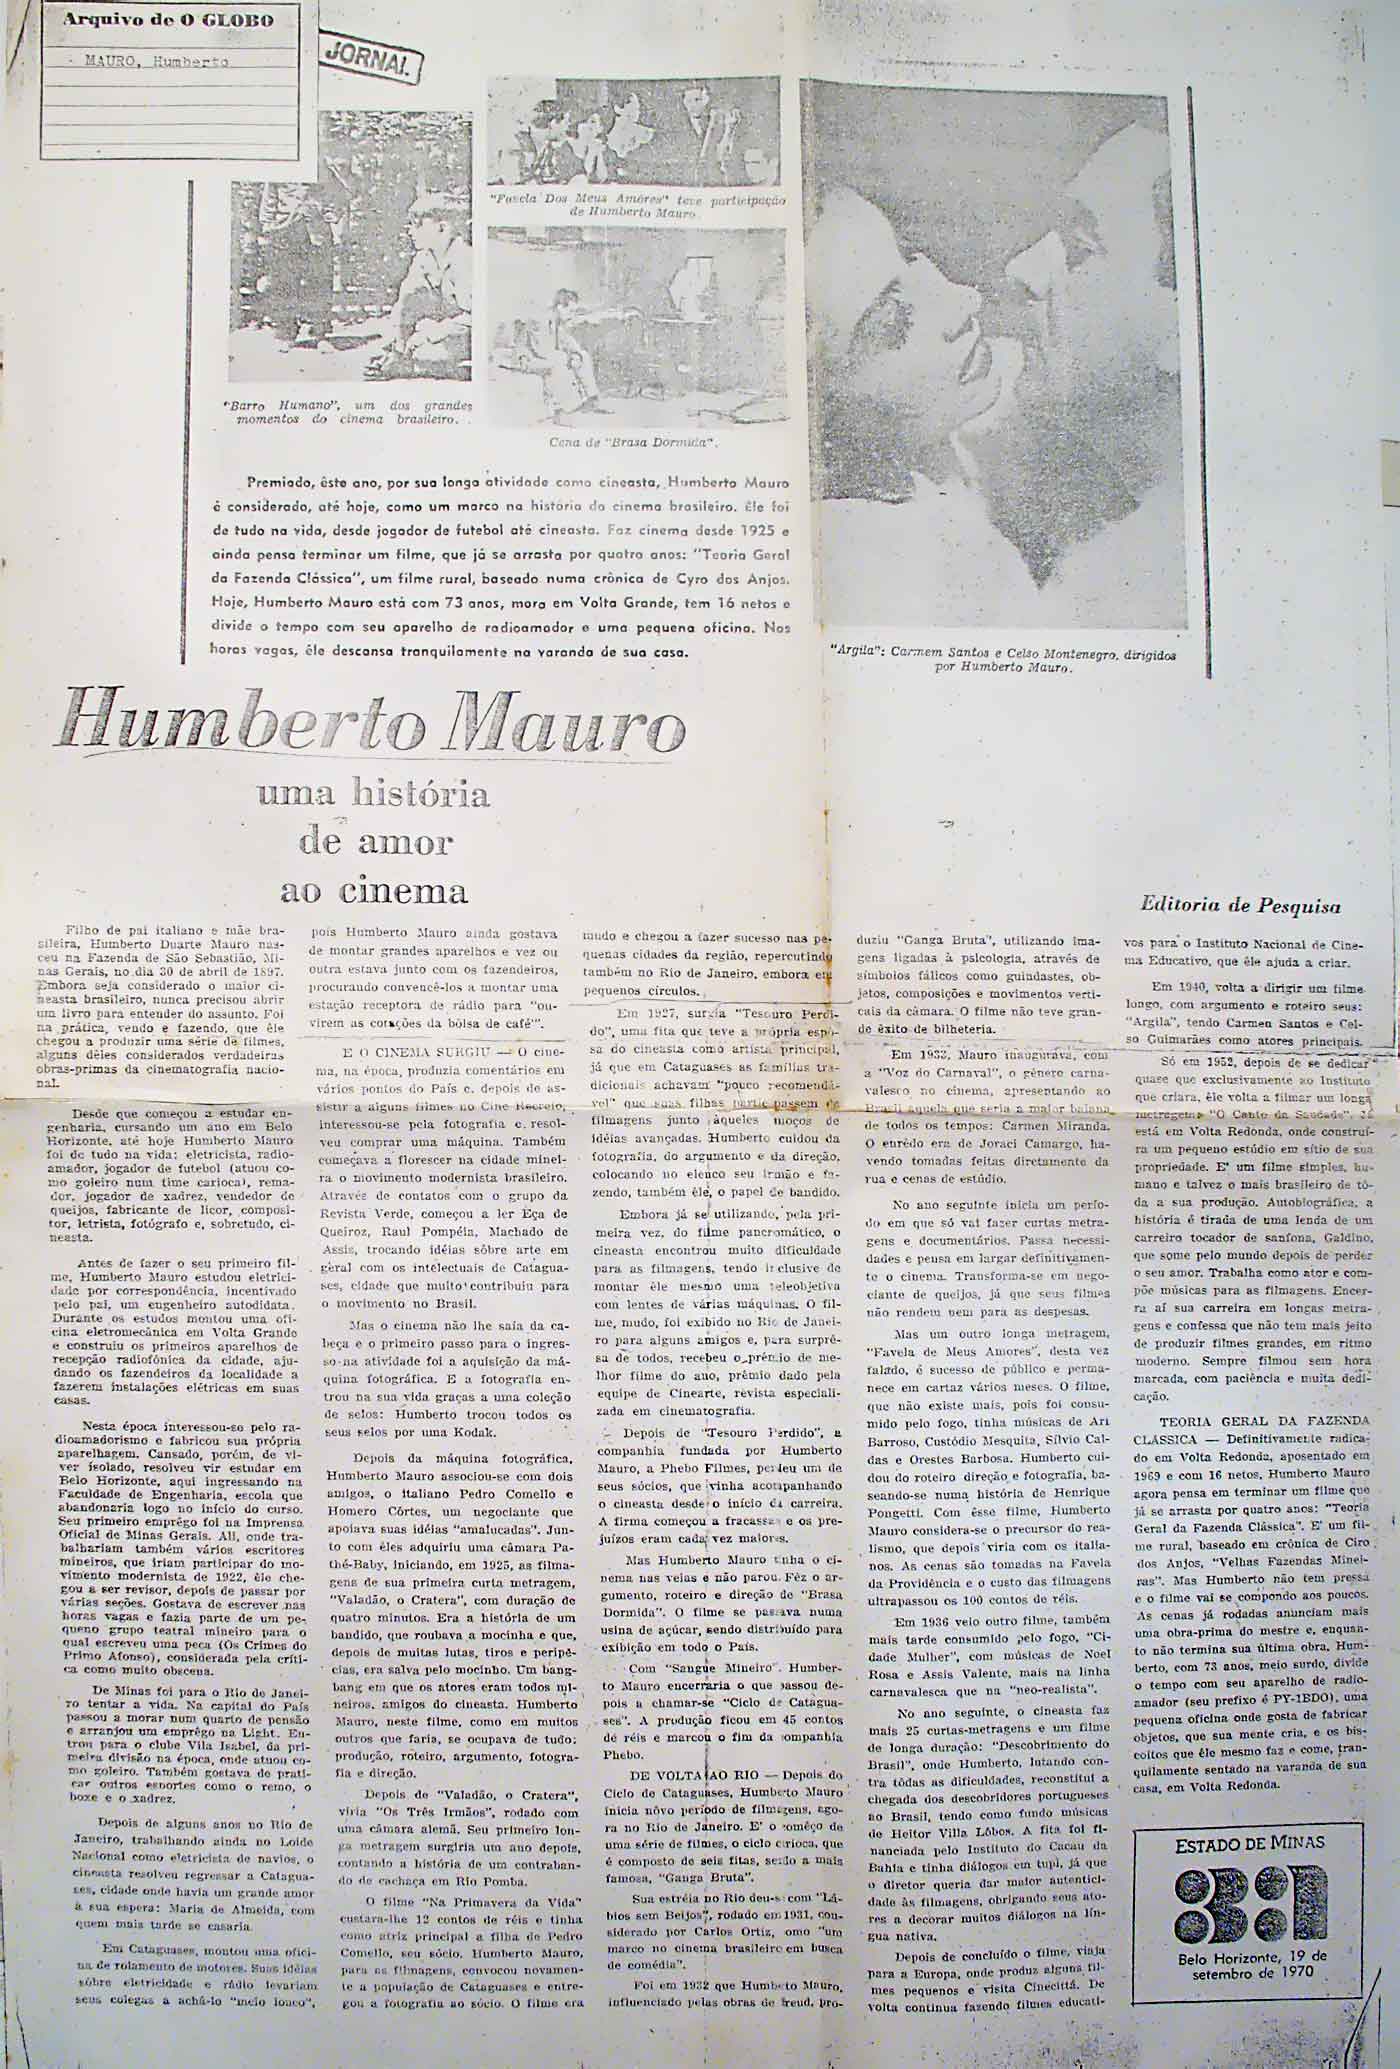 Arquivo de O GLOBO
MAURO, Humberto
JORNAL
"Favela Dos Meus Amôres" teve participação
de Humberto Mauro.
"Barro Humano", um dos grandes
momentos do cinema brasileiro.
Cena de "Brasa Dormida".
"Argila": Carmem Santos e Celso Montenegro, dirigidos
por Humberto Mauro.
Premiado, êste ano, por sua longa atividade como cineasta, Humberto Mauro
é considerado, até hoje, como um marco na história do cinema brasileiro. Êle foi
de tudo na vida, desde jogador de futebol até cineasta. Faz cinema desde 1925 e
ainda pensa terminar um filme, que já se arrasta por quatro anos: "Teoria Geral
da Fazenda Clássica", um filme rural, baseado numa crônica de Cyro dos Anjos.
Hoje, Humberto Mauro está com 73 anos, mora em Volta Grande, tem 16 netos e
divide o tempo com seu aparelho de radioamador e uma pequena oficina. Nas
horas vagas, êle descansa tranquilamente na varanda de sua casa.
Humberto Mauro
uma história
de amor
ao cinema
Editoria de Pesquisa
Filho de pai italiano e mãe bra-
sileira, Humberto Duarte Mauro nas-
ceu na Fazenda de São Sebastião, Mi-
nas Gerais, no dia 30 de abril de 1897.
Embora seja considerado o maior ci-
neasta brasileiro, nunca precisou abrir
um livro para entender do assunto. Foi
na prática, vendo e fazendo, que êle
chegou a produzir uma série de filmes,
alguns dêles considerados verdadeiras
obras-primas da cinematografia nacio-
nal.
Desde que começou a estudar en-
genharia, cursando um ano em Belo
Horizonte, até hoje Humberto Mauro
foi de tudo na vida: eletricista, radio-
amador, jogador de futebol (atuou co-
mo goleiro num time carioca), rema-
dor, jogador de xadrez, vendedor de
queijos, fabricante de licor, composi-
tor, letrista, fotógrafo e, sobretudo, ci-
neasta.
Antes de fazer o seu primeiro fil-
me, Humberto Mauro estudou eletrici-
dade por correspondência, incentivado
pelo pai, um engenheiro autodidata.
Durante os estudos montou uma ofi-
cina eletromecânica em Volta Grande
e construiu os primeiros aparelhos de
recepção radiofônica da cidade, aju-
dando os fazendeiros da localidade a
fazerem instalações elétricas em suas
casas.
Nesta época interessou-se pelo ra-
dioamadorismo e fabricou sua própria
aparelhagem. Cansado, porém, de vi-
ver isolado, resolveu vir estudar em
Belo Horizonte, aqui ingressando na
Faculdade de Engenharia, escola que
abandonaria logo no início do curso.
Seu primeiro emprêgo foi na Imprensa
Oficial de Minas Gerais. Ali, onde tra-
balhariam também vários escritores
mineiros, que iriam participar do mo-
vimento modernista de 1922, êle che-
gou a ser revisor, depois de passar por
várias seções. Gostava de escrever nas
horas vagas e fazia parte de um pe-
queno grupo teatral mineiro para o
qual escreveu uma peça (Os Crimes do
Primo Afonso), considerada pela críti-
ca como muito obscena.
De Minas foi para o Rio de Janei-
ro tentar a vida. Na capital do País
passou a morar num quarto de pensão
e arranjou um emprêgo na Light. En-
trou para o clube Vila Isabel, da pri-
meira divisão na época, onde atuou co-
mo goleiro. Também gostava de prati-
car outros esportes como o remo, o
boxe e o xadrez.
Depois de alguns anos no Rio de
Janeiro, trabalhando ainda no Loide
Nacional como eletricista de navios, o
cineasta resolveu regressar a Catagua-
ses, cidade onde havia um grande amor
à sua espera: Maria de Almeida, com
quem mais tarde se casaria.
Em Cataguases, montou uma ofici-
na de rolamento de motores. Suas idéias
sôbre eletricidade e rádio levariam
seus colegas a achá-lo "meio louco",
pois Humberto Mauro ainda gostava
de montar grandes aparelhos e vez ou
outra estava junto com os fazendeiros,
procurando convencê-los a montar uma
estação receptora de rádio para "ou-
virem as cotações da bolsa de café".
E O CINEMA SURGIU — O cine-
ma, na época, produzia comentários em
vários pontos do País e, depois de as-
sistir a alguns filmes no Cine Recreio,
interessou-se pela fotografia e resol-
veu comprar uma máquina. Também
começava a florescer na cidade minei-
ra o movimento modernista brasileiro.
Através de contatos com o grupo da
Revista Verde, começou a ler Eça de
Queiroz, Raul Pompéia, Machado de
Assis, trocando idéias sôbre arte em
geral com os intelectuais de Catagua-
ses, cidade que muito contribuiu para
o movimento no Brasil.
Mas o cinema não lhe saía da ca-
beça e o primeiro passo para o ingres-
so na atividade foi a aquisição da má-
quina fotográfica. E a fotografia en-
trou na sua vida graças a uma coleção
de selos: Humberto trocou todos os
seus selos por uma Kodak.
Depois da máquina fotográfica,
Humberto Mauro associou-se com dois
amigos, o italiano Pedro Comello e
Homero Côrtes, um negociante que
apoiava suas idéias "amalucadas". Jun-
to com êles adquiriu uma câmara Pa-
thé-Baby, iniciando, em 1925, as filma-
gens de sua primeira curta metragem,
"Valadão, o Cratera", com duração de
quatro minutos. Era a história de um
bandido, que roubava a mocinha e que,
depois de muitas lutas, tiros e peripé-
cias, era salva pelo mocinho. Um bang-
bang em que os atores eram todos mi-
neiros, amigos do cineasta. Humberto
Mauro, neste filme, como em muitos
outros que faria, se ocupava de tudo:
produção, roteiro, argumento, fotogra-
fia e direção.
Depois de "Valadão, o Cratera",
viria "Os Três Irmãos", rodado com
uma câmara alemã. Seu primeiro lon-
ga metragem surgiria um ano depois,
contando a história de um contraban-
do de cachaça em Rio Pomba.
O filme "Na Primavera da Vida"
custara-lhe 12 contos de réis e tinha
como atriz principal a filha de Pedro
Comello, seu sócio. Humberto Mauro,
para as filmagens, convocou novamen-
te a população de Cataguases e entre-
gou a fotografia ao sócio. O filme era
mudo e chegou a fazer sucesso nas pe-
quenas cidades da região, repercutindo
também no Rio de Janeiro, embora em
pequenos círculos.
Em 1927, surgia "Tesouro Perdi-
do", uma fita que teve a própria espo-
sa do cineasta como artista principal,
já que em Cataguases as famílias tra-
dicionais achavam "pouco recomendá-
vel" que suas filhas participassem de
filmagens junto àqueles moços de
idéias avançadas. Humberto cuidou da
fotografia, do argumento e da direção,
colocando no elenco seu irmão e fa-
zendo, também êle, o papel de bandido.
Embora já se utilizando, pela pri-
meira vez, do filme pancromático, o
cineasta encontrou muito dificuldade
para as filmagens, tendo inclusive de
montar êle mesmo uma teleobjetiva
com lentes de várias máquinas. O fil-
me, mudo, foi exibido no Rio de Janei-
ro para alguns amigos e, para surprê-
sa de todos, recebeu o prêmio de me-
lhor filme do ano, prêmio dado pela
equipe de Cinearte, revista especiali-
zada em cinematografia.
Depois de "Tesouro Perdido", a
companhia fundada por Humberto
Mauro, a Phebo Filmes, perdeu um de
seus sócios, que vinha acompanhando
o cineasta desde o início da carreira.
A firma começou a fracassar e os pre-
juízos eram cada vez maiores.
Mas Humberto Mauro tinha o ci-
nema nas veias e não parou. Fêz o ar-
gumento, roteiro e direção de "Brasa
Dormida". O filme se passava numa
usina de açúcar, sendo distribuído para
exibição em todo o País.
Com "Sangue Mineiro". Humber-
to Mauro encerraria o que passou de-
pois a chamar-se "Ciclo de Catagua-
ses". A produção ficou em 45 contos
de réis e marcou o fim da companhia
Phebo.
DE VOLTA AO RIO — Depois do
Ciclo de Cataguases, Humberto Mauro
inicia nôvo período de filmagens, ago-
ra no Rio de Janeiro. E' o comêço de
uma série de filmes, o ciclo carioca, que
é composto de seis fitas, sendo a mais
famosa, "Ganga Bruta".
Sua estréia no Rio deu-se com "Lá-
bios sem Beijos", rodado em 1931, con-
siderado por Carlos Ortiz, omo "um
marco no cinema brasileiro em busca
de comédia".
Foi em 1932 que Humberto Mauro,
influenciado pelas obras de Freud, pro-
duziu "Ganga Bruta", utilizando ima-
gens ligadas à psicologia, através de
símbolos fálicos como guindastes, ob-
jetos, composições e movimentos verti-
cais da câmara. O filme não teve gran-
de êxito de bilheteria.
Em 1933, Mauro inaugurava, com
a "Voz do Carnaval", o gênero carna-
valesco no cinema, apresentando ao
Brasil aquela que seria a maior baiana
de todos os tempos: Carmen Miranda.
O enrêdo era de Joraci Camargo, ha-
vendo tomadas feitas diretamente da
rua e cenas de estúdio.
No ano seguinte inicia um perío-
do em que só vai fazer curtas metra-
gens e documentários. Passa necessi-
dades e pensa em largar definitivamen-
te o cinema. Transforma-se em nego-
ciante de queijos, já que seus filmes
não rendem nem para as despesas.
Mas um outro longa metragem,
"Favela de Meus Amores", desta vez
falado, é sucesso de público e perma-
nece em cartaz vários meses. O filme,
que não existe mais, pois foi consu-
mido pelo fogo, tinha músicas de Ari
Barroso, Custódio Mesquita, Sílvio Cal-
das e Orestes Barbosa. Humberto cui-
dou do roteiro direção e fotografia, ba-
seando-se numa história de Henrique
Pongetti. Com êsse filme, Humberto
Mauro considera-se o precursor do rea-
lismo, que depois viria com os italia-
nos. As cenas são tomadas na Favela
da Providência e o custo das filmagens
ultrapassou os 100 contos de réis.
Em 1936 veio outro filme, também
mais tarde consumido pelo fogo, "Ci-
dade Mulher", com músicas de Noel
Rosa e Assis Valente, mais na linha
carnavalesca que na "neo-realista".
No ano seguinte, o cineasta faz
mais 25 curtas-metragens e um filme
de longa duração: "Descobrimento do
Brasil", onde Humberto, lutando con-
tra tôdas as dificuldades, reconstitui a
chegada dos descobridores portugueses
ao Brasil, tendo como fundo músicas
de Heitor Villa Lôbos. A fita foi fi-
nanciada pelo Instituto do Cacau da
Bahia e tinha diálogos em tupi, já que
o diretor queria dar maior autentici-
dade às filmagens, obrigando seus ato-
res a decorar muitos diálogos na lín-
gua nativa.
Depois de concluído o filme, viaja
para a Europa, onde produz alguns fil-
mes pequenos e visita Cinecittá. De
volta continua fazendo filmes educati-
vos para o Instituto Nacional de Cine-
ma Educativo, que êle ajuda a criar.
Em 1940, volta a dirigir um filme
longo, com argumento e roteiro seus:
"Argila", tendo Carmen Santos e Cel-
so Guimarães como atores principais.
Só em 1952, depois de se dedicar
quase que exclusivamente ao Instituto
que criara, êle volta a filmar um longa
metragem: "O Canto da Saudade". Já
está em Volta Redonda, onde construí-
ra um pequeno estúdio em sítio de sua
propriedade. E' um filme simples, hu-
mano e talvez o mais brasileiro de tô-
da a sua produção. Autobiográfica, a
história é tirada de uma lenda de um
carreiro tocador de sanfona, Galdino,
que some pelo mundo depois de perder
o seu amor. Trabalha como ator e com-
põe músicas para as filmagens. Encer-
ra aí sua carreira em longas metra-
gens e confessa que não tem mais jeito
de produzir filmes grandes, em ritmo
moderno. Sempre filmou sem hora
marcada, com paciência e muita dedi-
cação.
TEORIA GERAL DA FAZENDA
CLÁSSICA — Definitivamente radica-
do em Volta Redonda, aposentado em
1969 e com 16 netos, Humberto Mauro
agora pensa em terminar um filme que
já se arrasta por quatro anos: "Teoria
Geral da Fazenda Clássica". E' um fil-
me rural, baseado em crônica de Ciro
dos Anjos, "Velhas Fazendas Minei-
ras". Mas Humberto não tem pressa
e o filme vai se compondo aos poucos.
As cenas já rodadas anunciam mais
uma obra-prima do mestre e, enquan-
to não termina sua última obra, Hum-
berto, com 73 anos, meio surdo, divide
o tempo com seu aparelho de radio-
amador (seu prefixo é PY-1BDO), uma
pequena oficina onde gosta de fabricar
objetos, que sua mente cria, e os bis-
coitos que êle mesmo faz e come, tran-
quilamente sentado na varanda de sua
casa, em Volta Redonda.
ESTADO DE MINAS
Belo Horizonte, 19 de
setembro de 1970